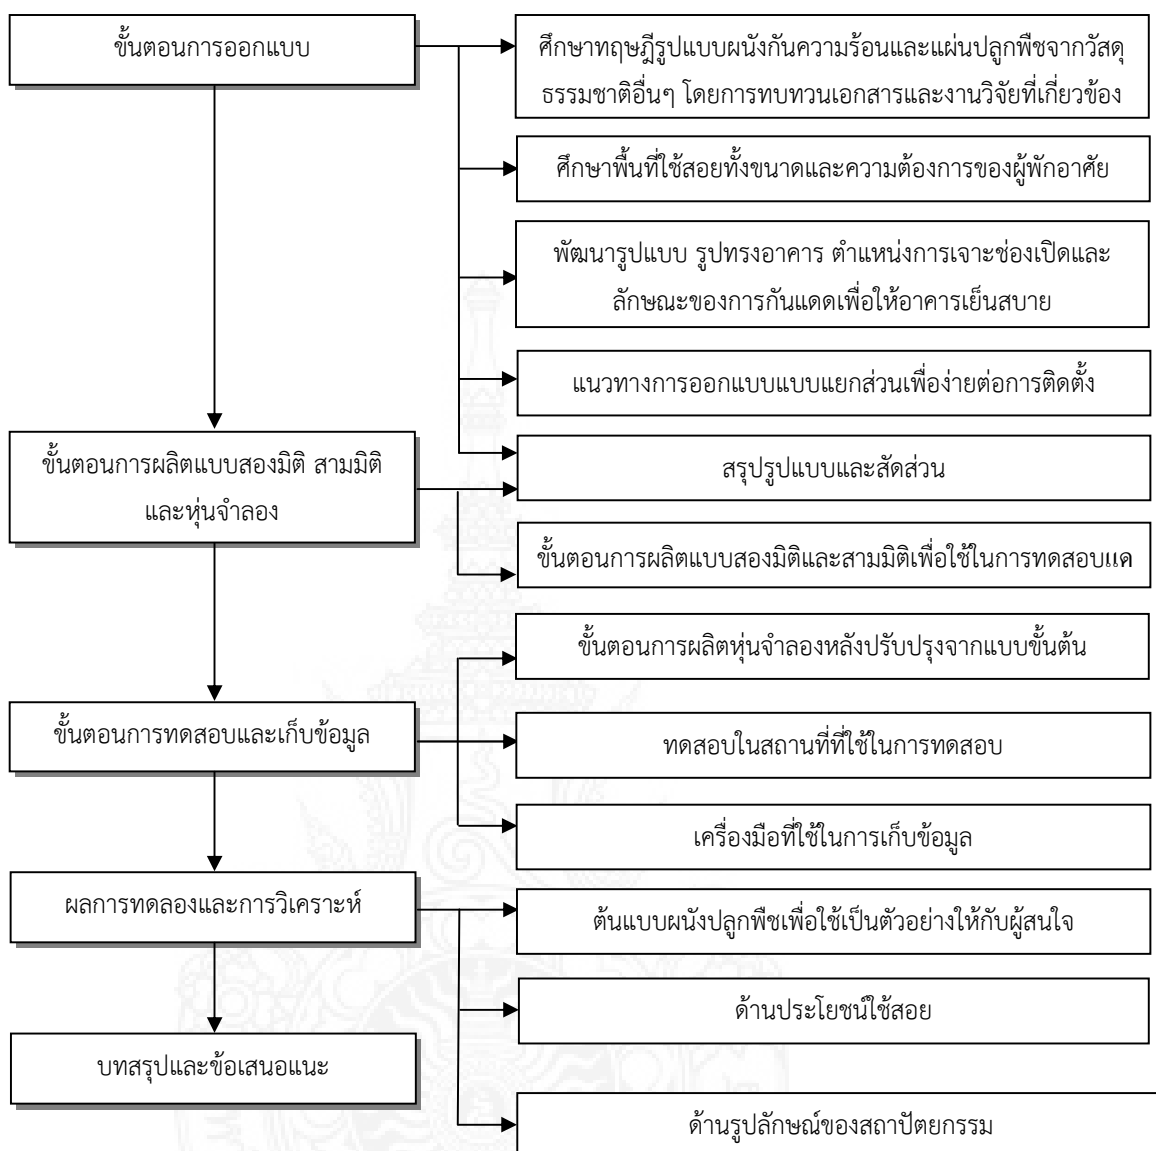 ขั้นตอนการออกแบบ
ศึกษาทฤษฎีรูปแบบผนังกันความร้อนและแผ่นปลูกพืชจากวัสดุ
ธรรมชาติอื่นๆ โดยการทบทวนเอกสารและงานวิจัยที่เกี่ยวข้อง
ศึกษาพื้นที่ใช้สอยทั้งขนาดและความต้องการของผู้พักอาศัย
พัฒนารูปแบบ รูปทรงอาคาร ตำแหน่งการเจาะช่องเปิดและ
ลักษณะของการกันแดดเพื่อให้อาคารเย็นสบาย
แนวทางการออกแบบแบบแยกส่วนเพื่อง่ายต่อการติดตั้ง
สรุปรูปแบบและสัดส่วน
ขั้นตอนการผลิตแบบสองมิติ สามมิติ
และหุ่นจำลอง
ขั้นตอนการผลิตแบบสองมิติและสามมิติเพื่อใช้ในการทดสอบแด
ขั้นตอนการผลิตหุ่นจำลองหลังปรับปรุงจากแบบขั้นต้น
ขั้นตอนการทดสอบและเก็บข้อมูล
ทดสอบในสถานที่ที่ใช้ในการทดสอบ
เครื่องมือที่ใช้ในการเก็บข้อมูล
ผลการทดลองและการวิเคราะห์
ต้นแบบผนังปลูกพืชเพื่อใช้เป็นตัวอย่างให้กับผู้สนใจ
ด้านประโยชน์ใช้สอย
บทสรุปและข้อเสนอแนะ
ด้านรูปลักษณ์ของสถาปัตยกรรม